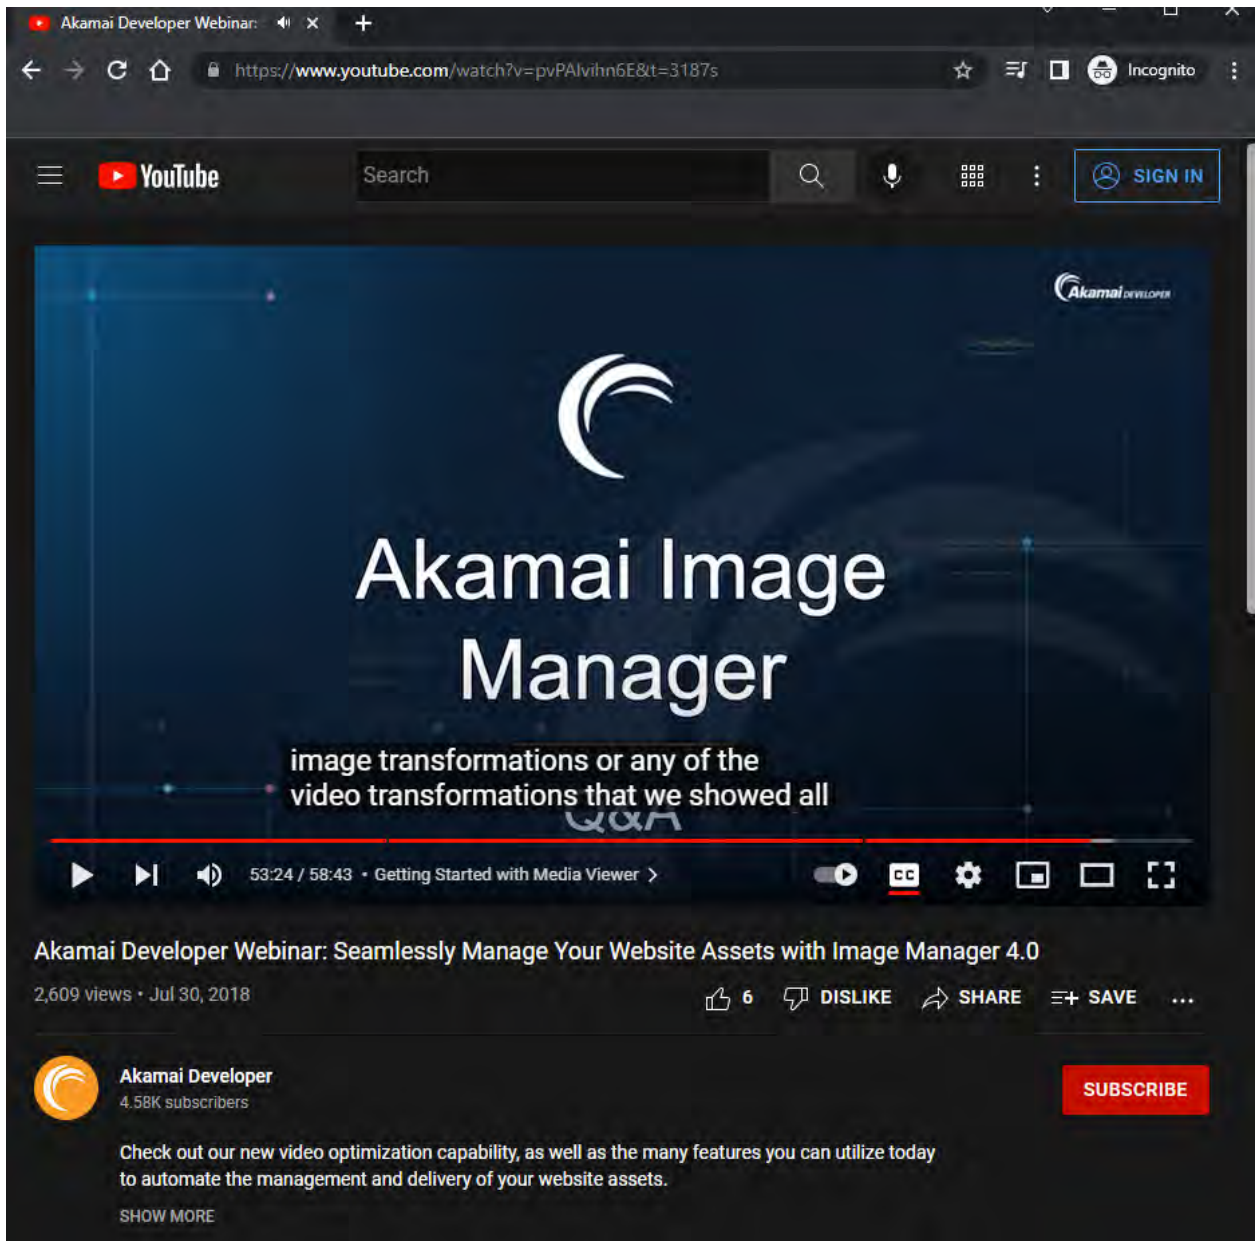 Akamai Developer Webinar:
https://www.youtube.com/watch?v=pvPAlvihn6E&t=3187s
Incognito
YouTube
Search
SIGN IN
Akamai DEVELOPER
Akamai Image
Manager
image transformations or any of the
video transformations that we showed all
Q&A
53:24 / 58:43 • Getting Started with Media Viewer
CC
Akamai Developer Webinar: Seamlessly Manage Your Website Assets with Image Manager 4.0
2,609 views • Jul 30, 2018
6 DISLIKE SHARE SAVE
Akamai Developer
4.58K subscribers
SUBSCRIBE
Check out our new video optimization capability, as well as the many features you can utilize today
to automate the management and delivery of your website assets.
SHOW MORE